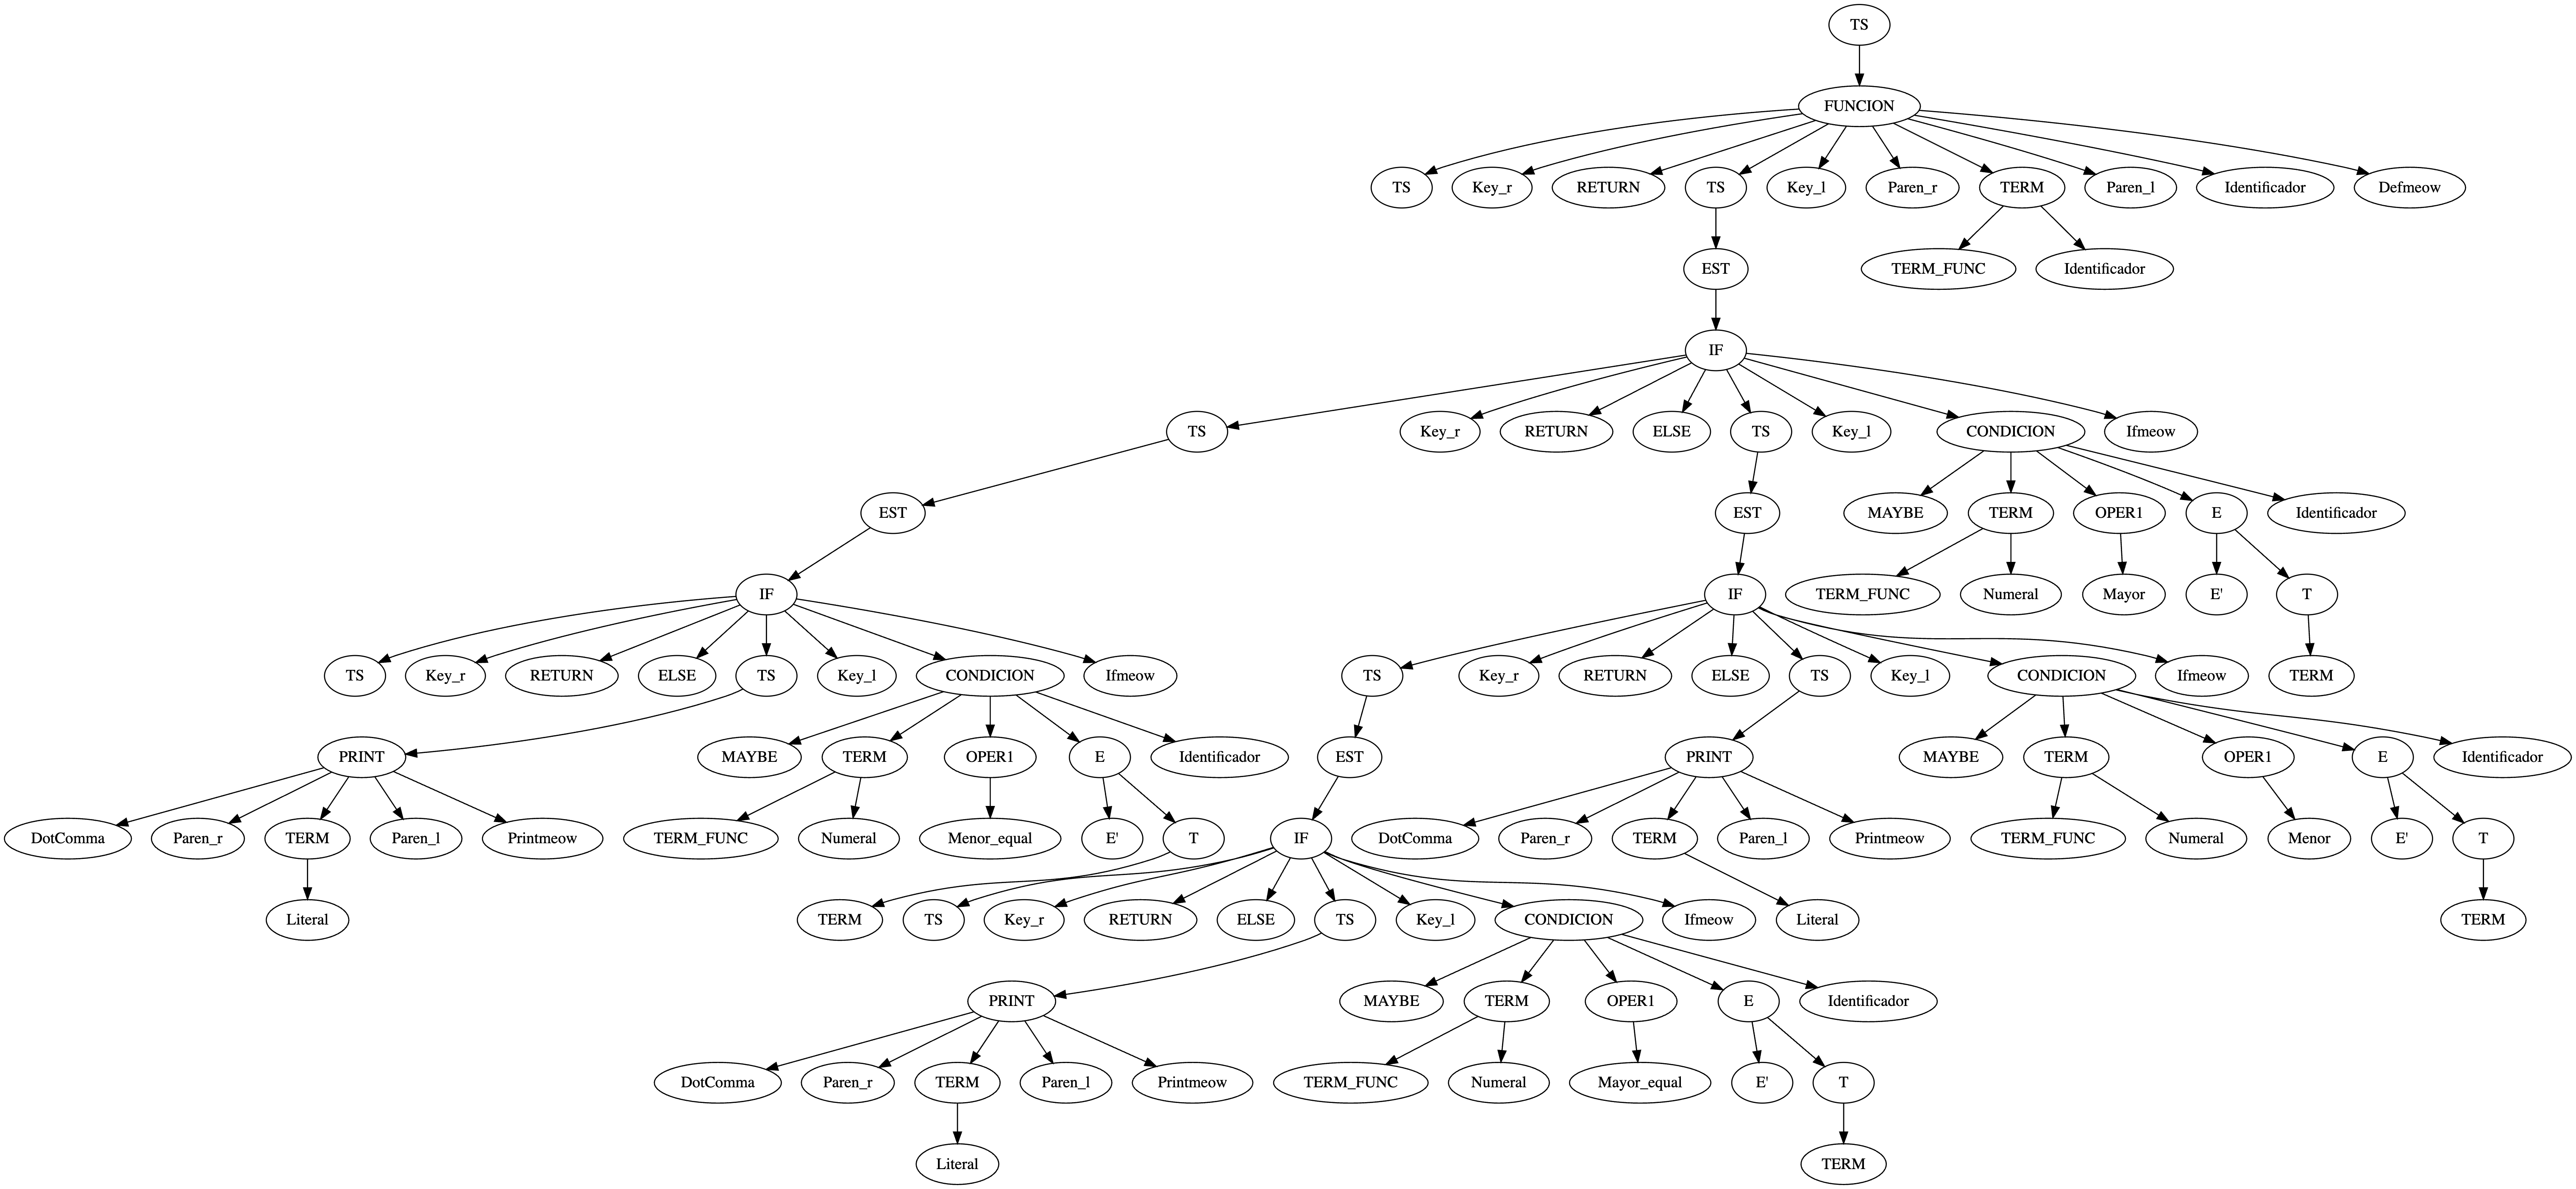 TS
FUNCION
TS Key_r RETURN TS Key_l Paren_r TERM Paren_l Identificador Defmeow
EST TERM_FUNC Identificador
IF
TS Key_r RETURN ELSE TS Key_l CONDICION Ifmeow
EST EST MAYBE TERM OPER1 E Identificador
IF IF TERM_FUNC Numeral Mayor E' T
TS Key_r RETURN ELSE TS Key_l CONDICION Ifmeow TS Key_r RETURN ELSE TS Key_l CONDICION Ifmeow TERM
PRINT MAYBE TERM OPER1 E Identificador EST PRINT MAYBE TERM OPER1 E Identificador
DotComma Paren_r TERM Paren_l Printmeow TERM_FUNC Numeral Menor_equal E' T IF DotComma Paren_r TERM Paren_l Printmeow TERM_FUNC Numeral Menor E' T
Literal TERM TS Key_r RETURN ELSE TS Key_l CONDICION Ifmeow Literal TERM
PRINT MAYBE TERM OPER1 E Identificador
DotComma Paren_r TERM Paren_l Printmeow TERM_FUNC Numeral Mayor_equal E' T
Literal TERM